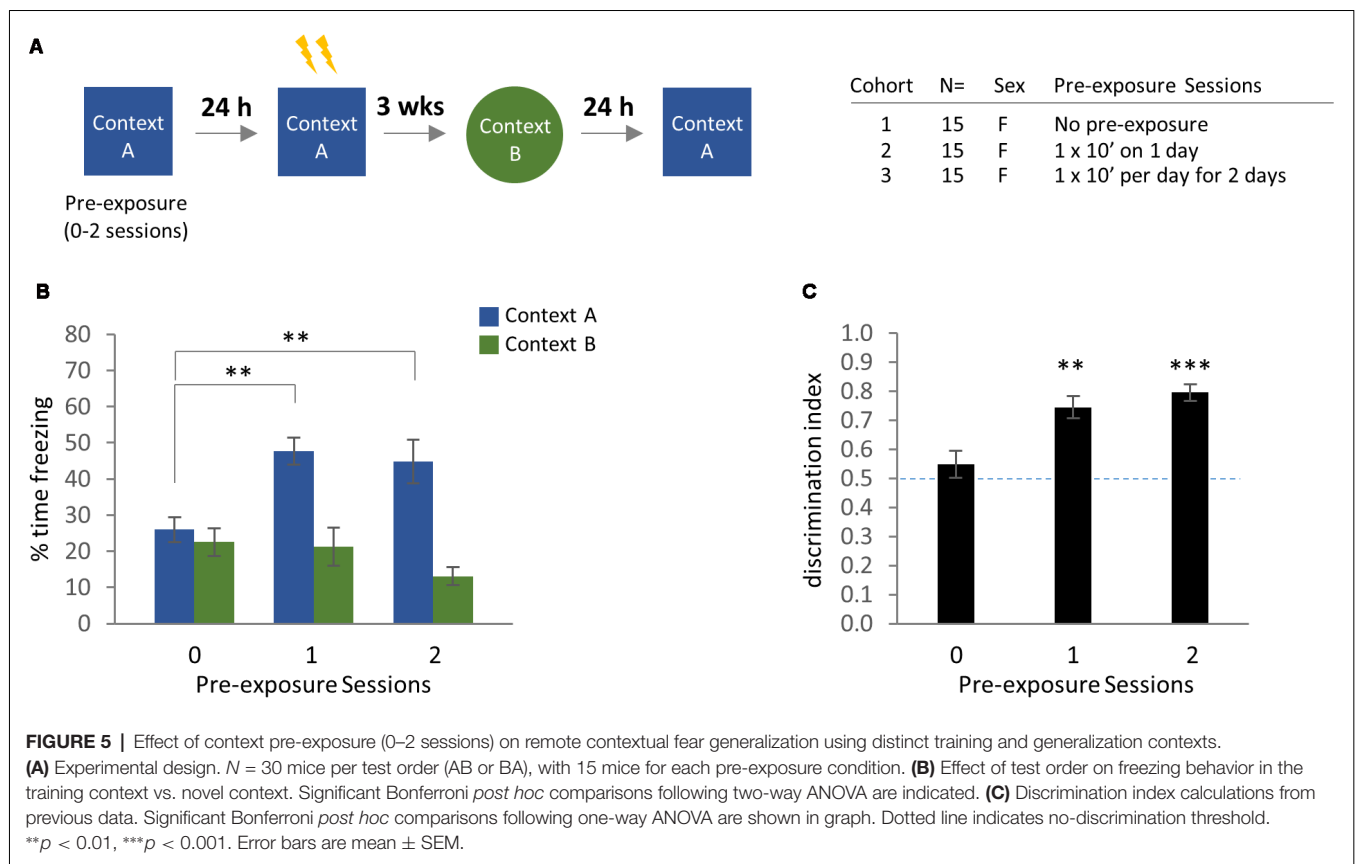 A
24 h
3 wks
24 h
Context
A
Context
A
Context
B
Context
A
Pre-exposure
(0-2 sessions)
Cohort N= Sex Pre-exposure Sessions
1 15 F No pre-exposure
2 15 F 1 x 10’ on 1 day
3 15 F 1 x 10’ per day for 2 days
B
Context A
Context B
% time freezing
80
70
60
50
40
30
20
10
0
**
**
0 1 2
Pre-exposure Sessions
C
discrimination index
1.0
0.9
0.8
0.7
0.6
0.5
0.4
0.3
0.2
0.1
0.0
** ***
0 1 2
Pre-exposure Sessions
FIGURE 5 | Effect of context pre-exposure (0–2 sessions) on remote contextual fear generalization using distinct training and generalization contexts.
(A) Experimental design. N = 30 mice per test order (AB or BA), with 15 mice for each pre-exposure condition. (B) Effect of test order on freezing behavior in the
training context vs. novel context. Significant Bonferroni post hoc comparisons following two-way ANOVA are indicated. (C) Discrimination index calculations from
previous data. Significant Bonferroni post hoc comparisons following one-way ANOVA are shown in graph. Dotted line indicates no-discrimination threshold.
**p < 0.01, ***p < 0.001. Error bars are mean ± SEM.